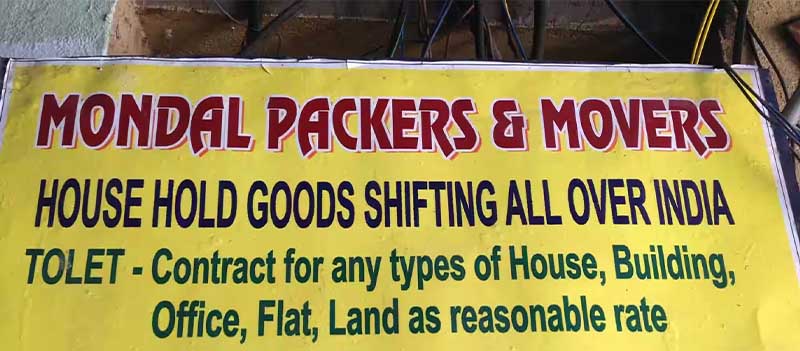 MONDAL PACKERS & MOVERS
HOUSE HOLD GOODS SHIFTING ALL OVER INDIA
TOLET - Contract for any types of House, Building,
Office, Flat, Land as reasonable rate